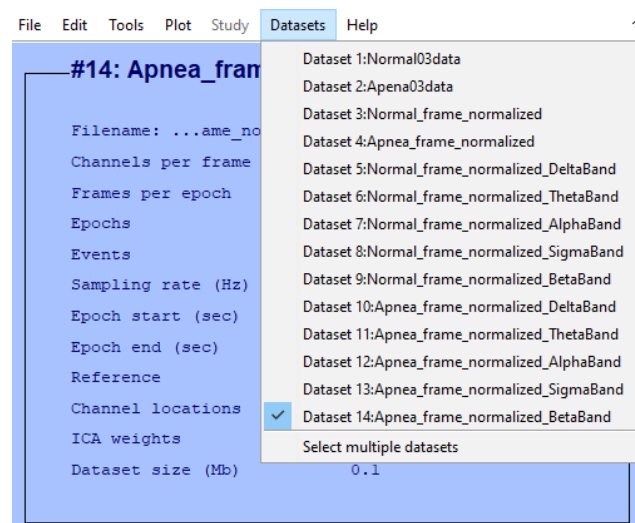 File Edit Tools Plot Study Datasets Help
#14: Apnea_fram
Filename: ...ame_no
Channels per frame
Frames per epoch
Epochs
Events
Sampling rate (Hz)
Epoch start (sec)
Epoch end (sec)
Reference
Channel locations
ICA weights
Dataset size (Mb) 0.1
Dataset 1:Normal03data
Dataset 2:Apena03data
Dataset 3:Normal_frame_normalized
Dataset 4:Apnea_frame_normalized
Dataset 5:Normal_frame_normalized_DeltaBand
Dataset 6:Normal_frame_normalized_ThetaBand
Dataset 7:Normal_frame_normalized_AlphaBand
Dataset 8:Normal_frame_normalized_SigmaBand
Dataset 9:Normal_frame_normalized_BetaBand
Dataset 10:Apnea_frame_normalized_DeltaBand
Dataset 11:Apnea_frame_normalized_ThetaBand
Dataset 12:Apnea_frame_normalized_AlphaBand
Dataset 13:Apnea_frame_normalized_SigmaBand
Dataset 14:Apnea_frame_normalized_BetaBand
Select multiple datasets